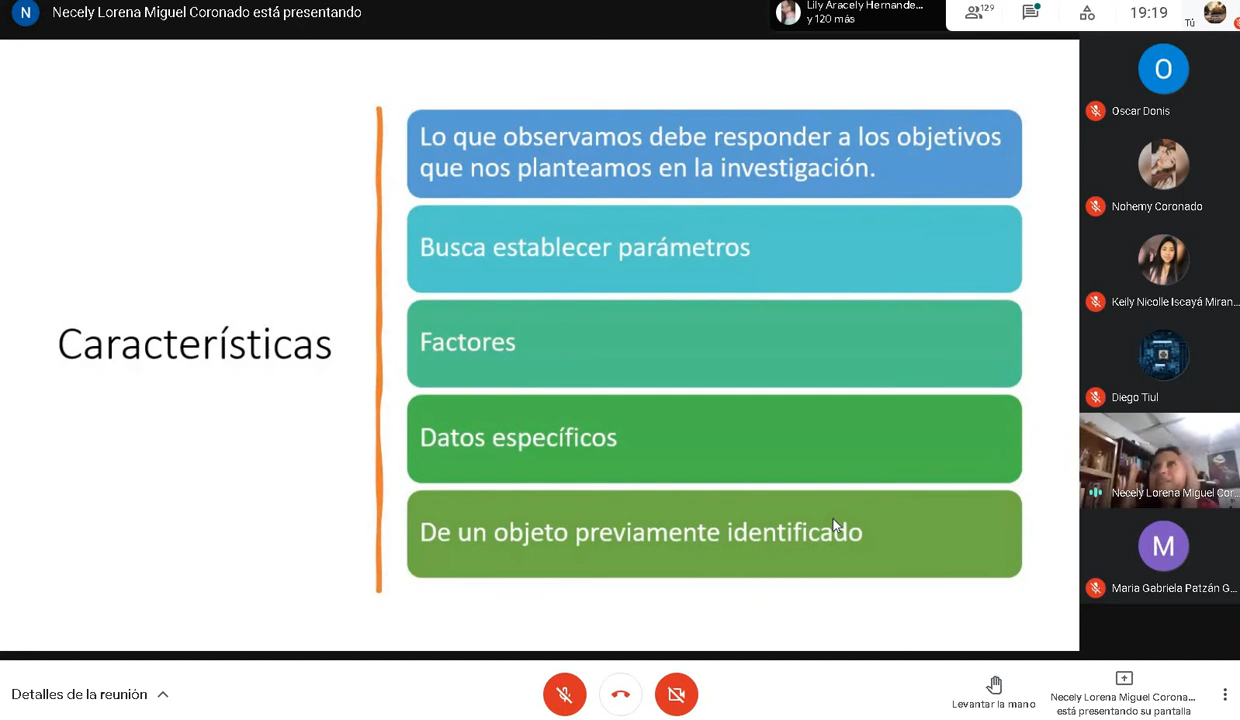 N
Necely Lorena Miguel Coronado está presentando
Lily Aracely Hernande...
y 120 más
129
19:19
Tú
Lo que observamos debe responder a los objetivos
que nos planteamos en la investigación.
Busca establecer parámetros
Características
Factores
Datos específicos
De un objeto previamente identificado
O
Oscar Donis
Nohemy Coronado
Keily Nicolle Iscayá Miran...
Diego Tiul
Necely Lorena Miguel Cor...
M
Maria Gabriela Patzán G...
Detalles de la reunión
Levantar la mano
Necely Lorena Miguel Corona...
está presentando su pantalla